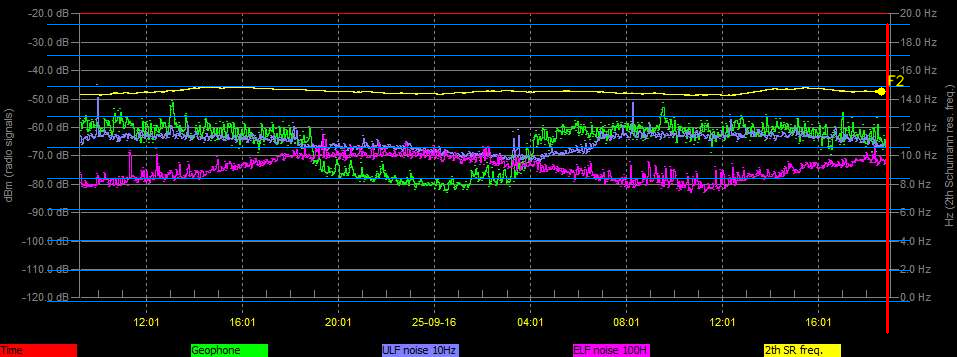 -20.0 dB 20.0 Hz
-30.0 dB 18.0 Hz
-40.0 dB 16.0 Hz
F2
-50.0 dB 14.0 Hz
-60.0 dB 12.0 Hz
-70.0 dB 10.0 Hz
-80.0 dB 8.0 Hz
-90.0 dB 6.0 Hz
-100.0 dB 4.0 Hz
-110.0 dB 2.0 Hz
-120.0 dB 0.0 Hz
dBm (radio signals)
Hz (2th Schumann res. freq.)
12:01 16:01 20:01 25-09-16 04:01 08:01 12:01 16:01
Time Geophone ULF noise 10Hz ELF noise 100H 2th SR freq.